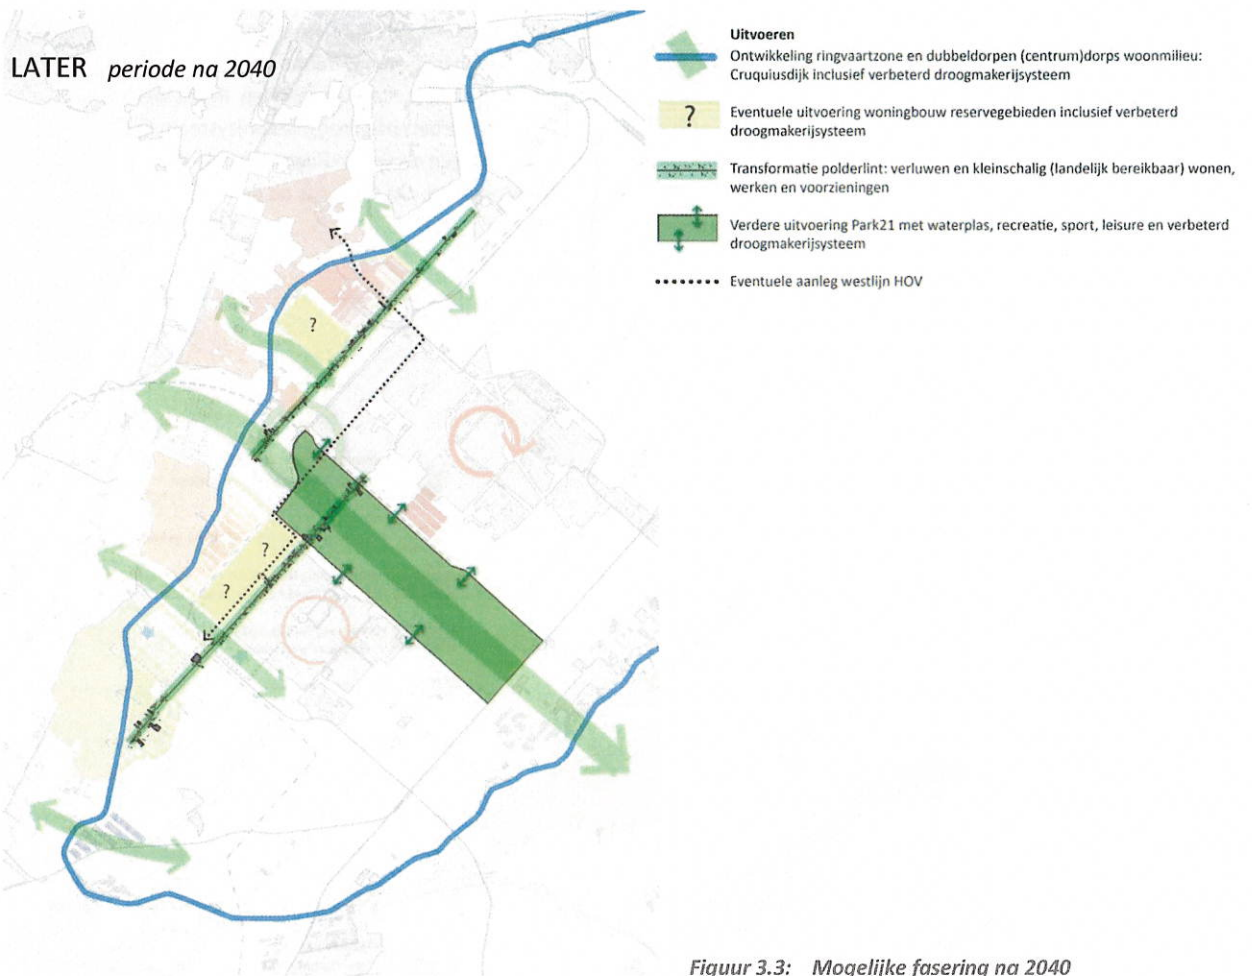 LATER periode na 2040
Uitvoeren
Ontwikkeling ringvaartzone en dubbeldorpen (centrum)dorps woonmilieu:
Cruquiusdijk inclusief verbeterd droogmakerijsysteem
?
Eventuele uitvoering woningbouw reservegebieden inclusief verbeterd
droogmakerijsysteem
Transformatie polderlint: verluwen en kleinschalig (landelijk bereikbaar) wonen,
werken en voorzieningen
Verdere uitvoering Park21 met waterplas, recreatie, sport, leisure en verbeterd
droogmakerijsysteem
Eventuele aanleg westlijn HOV
?
?
?
Figuur 3.3: Mogelijke fasering na 2040